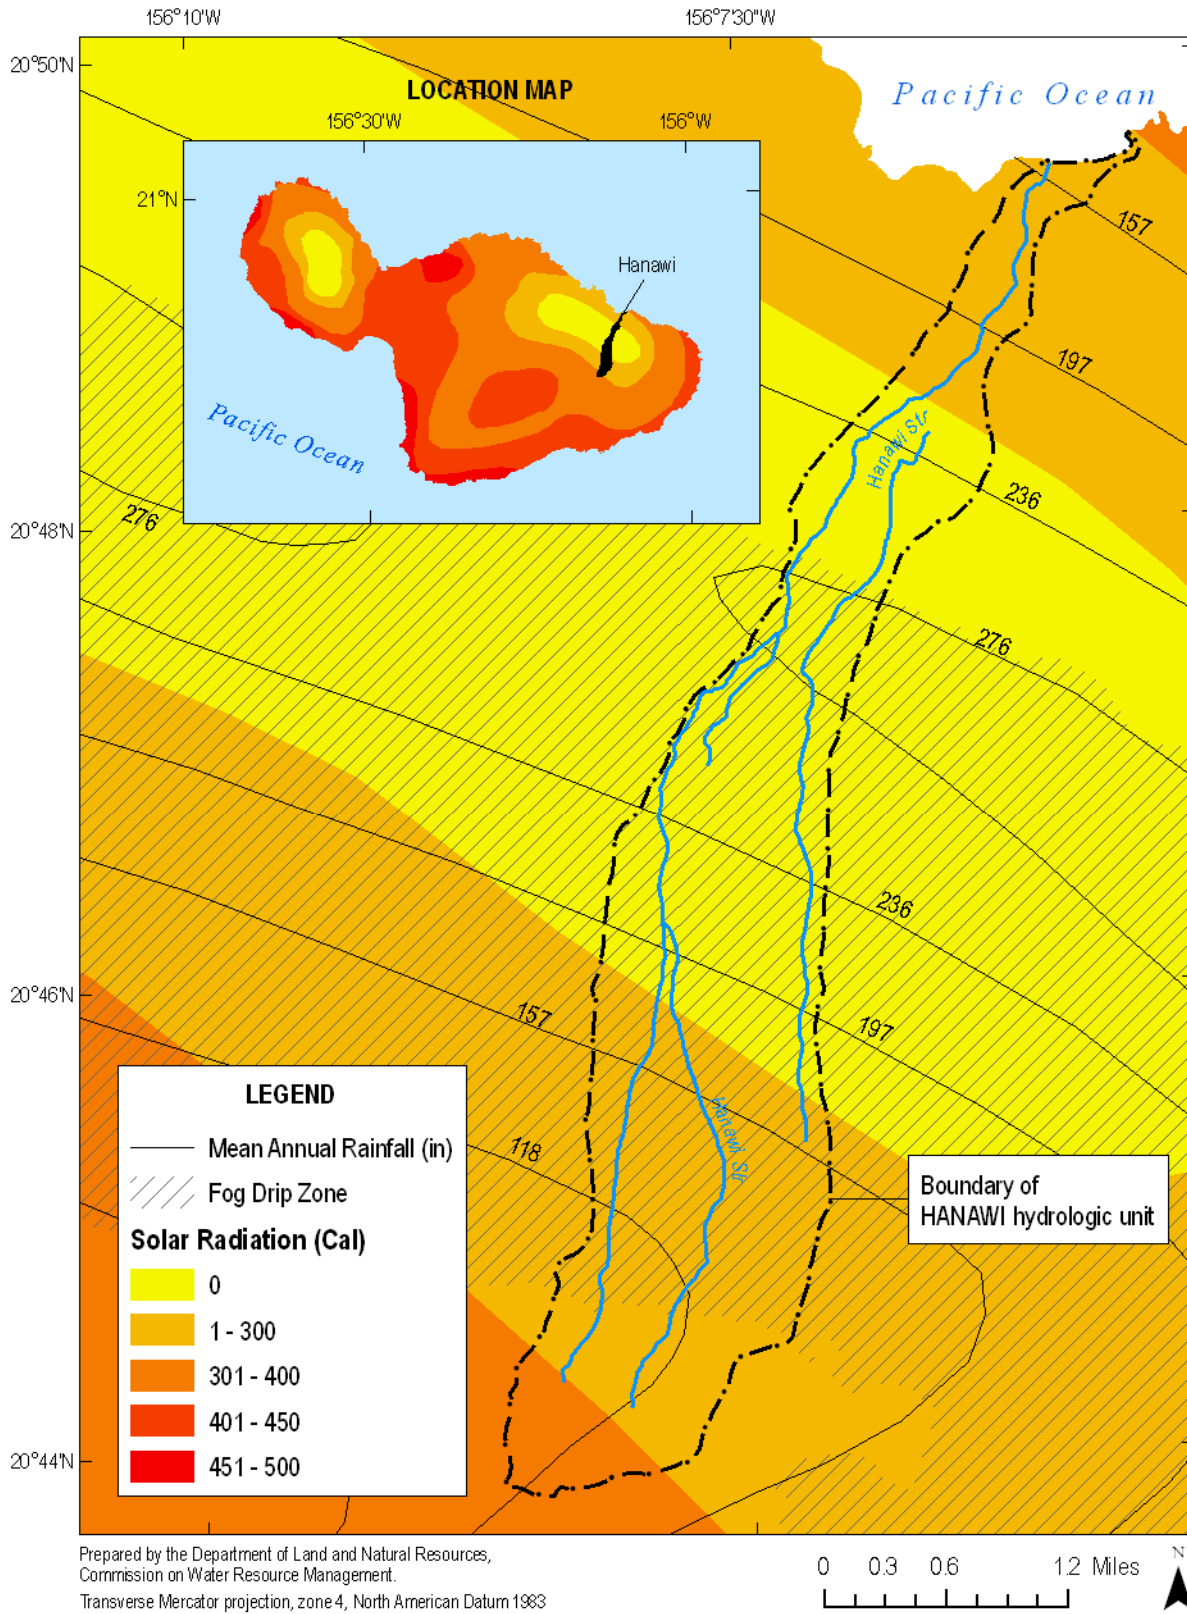 156°10'W
156°7'30"W
20°50'N
LOCATION MAP
Pacific Ocean
156°30'W
156°W
21°N
Hanawi
Pacific Ocean
157
197
Hanawi Str
236
20°48'N
276
276
236
20°46'N
157
197
LEGEND
Mean Annual Rainfall (in)
Fog Drip Zone
Solar Radiation (Cal)
0
1 - 300
301 - 400
401 - 450
451 - 500
118
Hanawi Str
Boundary of
HANAWI hydrologic unit
20°44'N
Prepared by the Department of Land and Natural Resources,
Commission on Water Resource Management.
Transverse Mercator projection, zone 4, North American Datum 1983
0 0.3 0.6 1.2 Miles
N